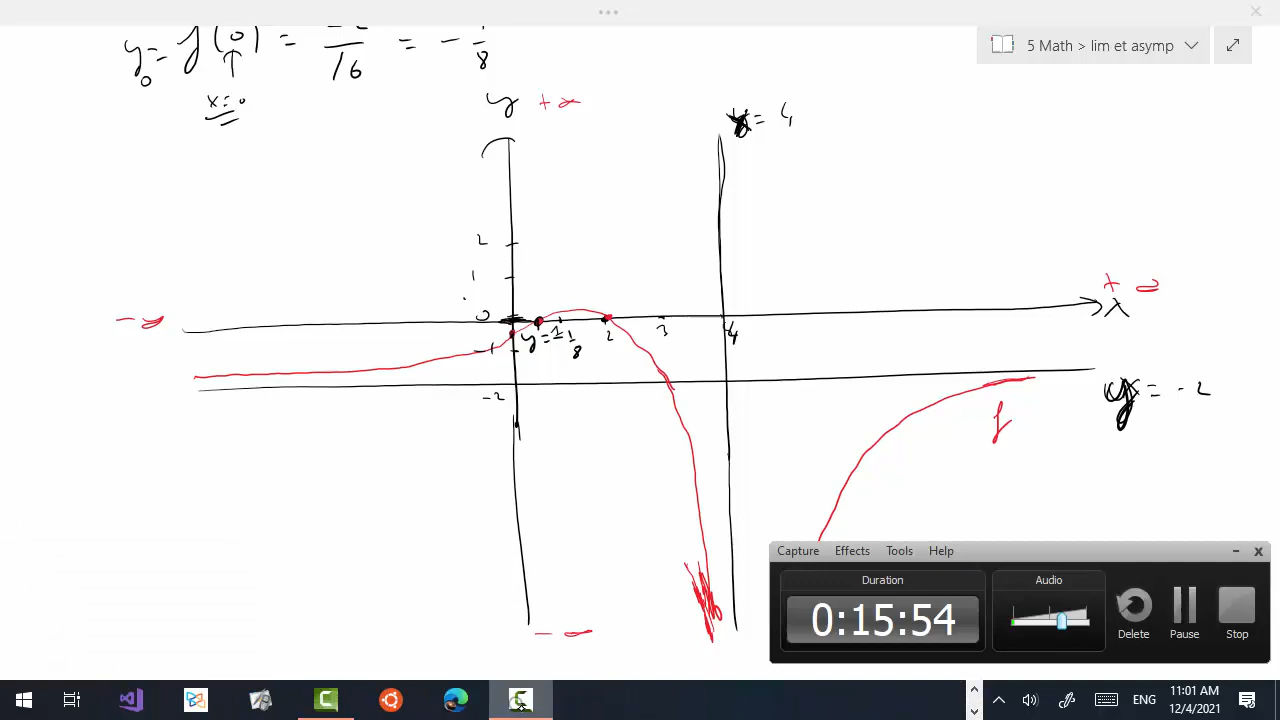 5 Math > lim et asymp
y₀ = f(0) = -2/16 = - 1/8
x=0
y +∞
x = 4
2
1
+∞
0
-∞
x
y = -1/8
1 2 3 4
-1
-2
y = -2
f
-∞
Capture Effects Tools Help
Duration
Audio
0:15:54
Delete Pause Stop
ENG
11:01 AM
12/4/2021